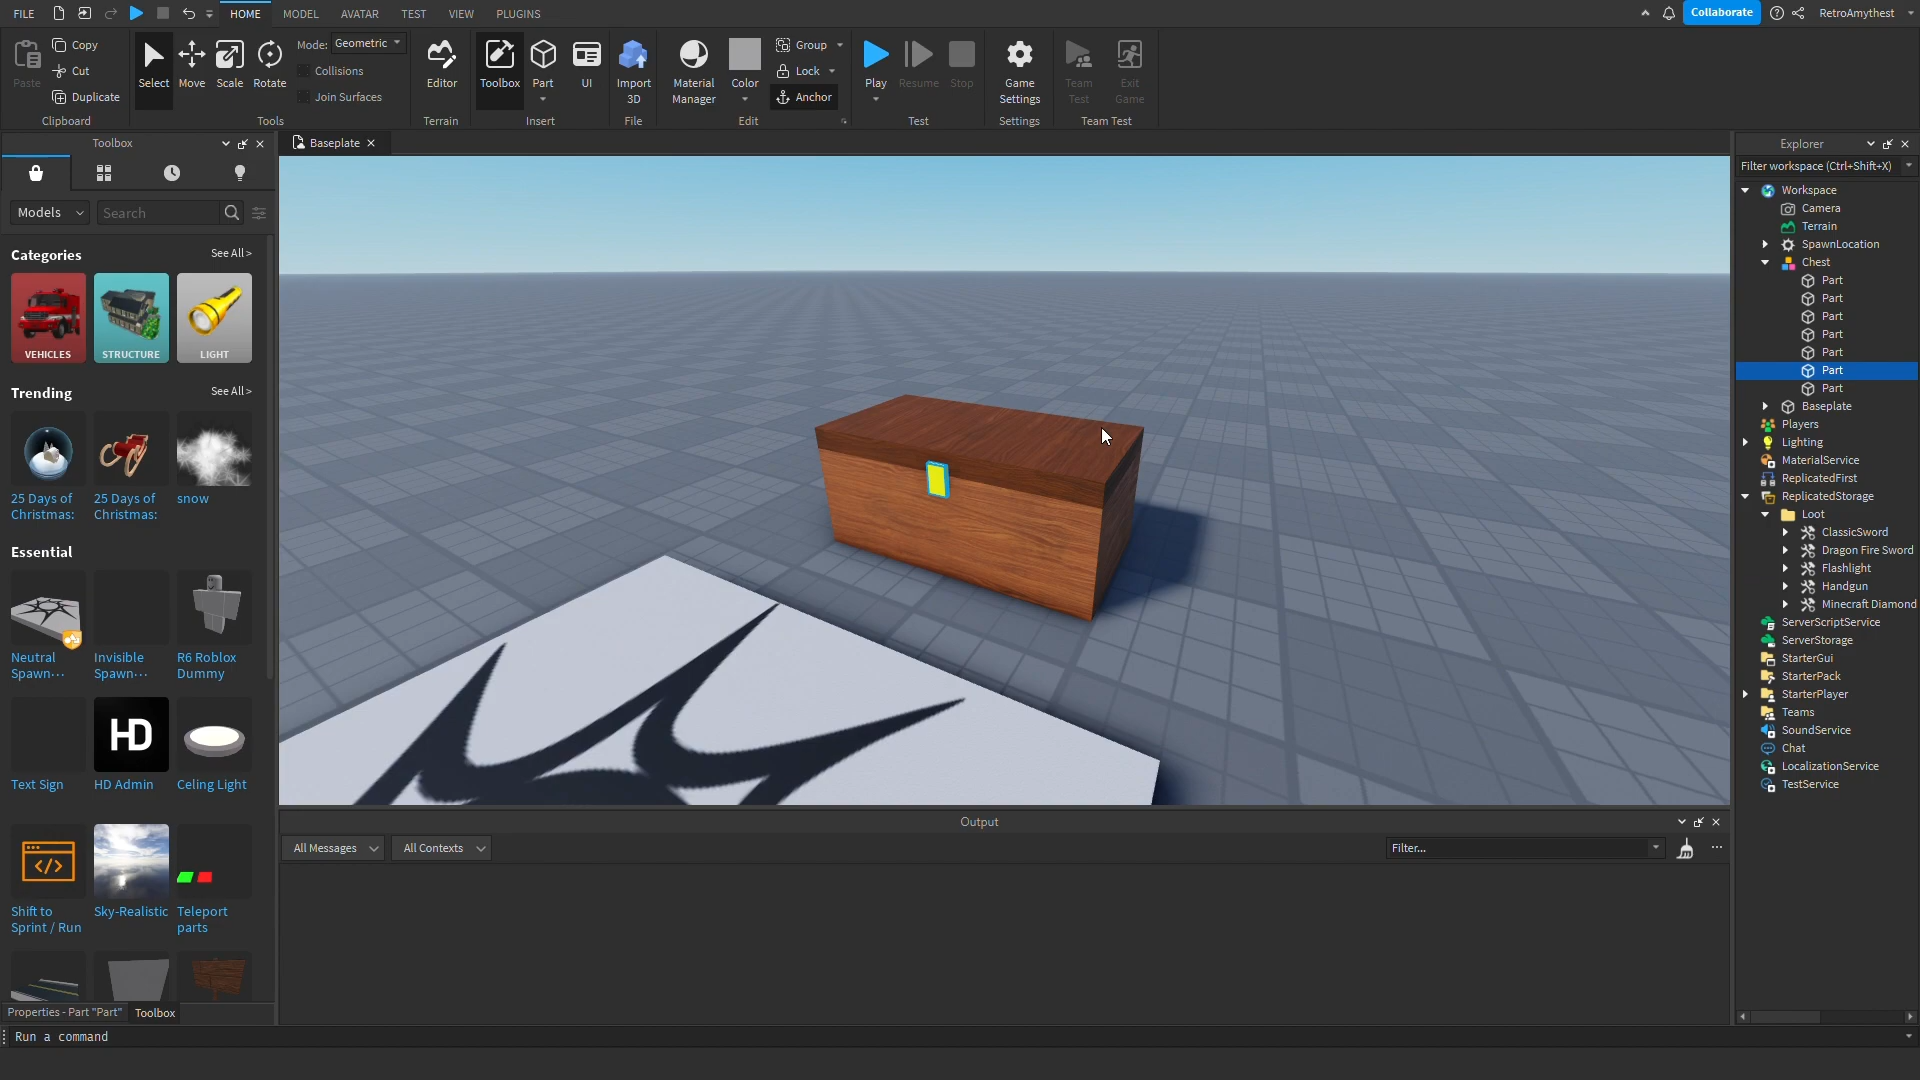 FILE HOME MODEL AVATAR TEST VIEW PLUGINS Collaborate RetroAmythest
Paste Copy Cut Duplicate
Clipboard
Select Move Scale Rotate Mode: Geometric Collisions Join Surfaces
Tools
Editor
Terrain
Toolbox Part UI
Insert
Import
3D
File
Material
Manager
Color
Group
Lock
Anchor
Edit
Play Resume Stop
Test
Game
Settings
Settings
Team
Test
Exit
Game
Team Test
Toolbox
Models Search
Categories See All >
VEHICLES STRUCTURE LIGHT
Trending See All >
25 Days of
Christmas:
25 Days of
Christmas:
snow
Essential
Neutral
Spawn···
Invisible
Spawn···
R6 Roblox
Dummy
HD
Text Sign HD Admin Celing Light
Shift to
Sprint / Run
Sky-Realistic
Teleport
parts
Properties - Part "Part" Toolbox
Run a command
Baseplate
Output
All Messages All Contexts Filter...
Explorer
Filter workspace (Ctrl+Shift+X)
Workspace
Camera
Terrain
SpawnLocation
Chest
Part
Part
Part
Part
Part
Part
Part
Baseplate
Players
Lighting
MaterialService
ReplicatedFirst
ReplicatedStorage
Loot
ClassicSword
Dragon Fire Sword
Flashlight
Handgun
Minecraft Diamond
ServerScriptService
ServerStorage
StarterGui
StarterPack
StarterPlayer
Teams
SoundService
Chat
LocalizationService
TestService